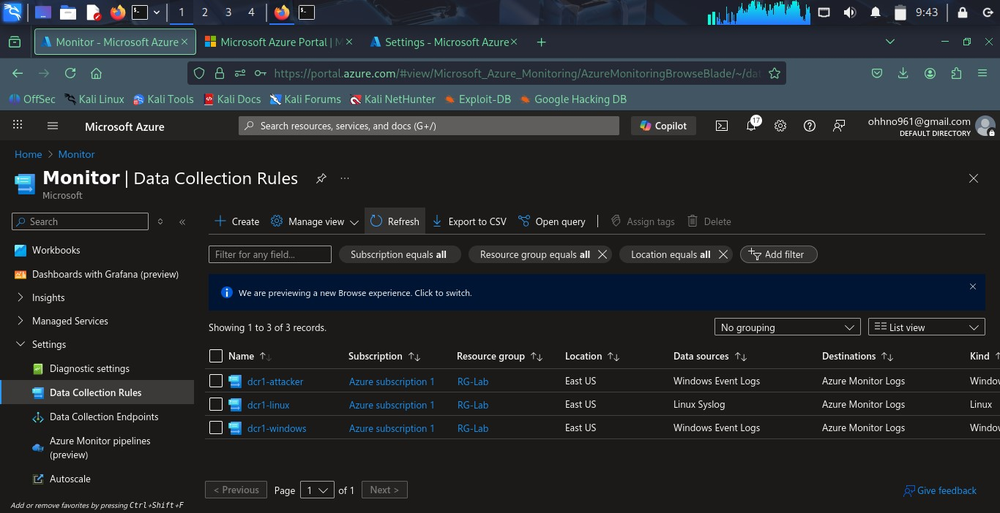 1 2 3 4 9:43
Monitor - Microsoft Azure Microsoft Azure Portal | Settings - Microsoft Azure
https://portal.azure.com/#view/Microsoft_Azure_Monitoring/AzureMonitoringBrowseBlade/~/dat
OffSec Kali Linux Kali Tools Kali Docs Kali Forums Kali NetHunter Exploit-DB Google Hacking DB
Microsoft Azure Search resources, services, and docs (G+/) Copilot 17 ohhno961@gmail.com
DEFAULT DIRECTORY
Home > Monitor
Monitor | Data Collection Rules ...
Microsoft
Search «
Create Manage view Refresh Export to CSV Open query Assign tags Delete
Workbooks
Dashboards with Grafana (preview)
Insights
Managed Services
Settings
Diagnostic settings
Data Collection Rules
Data Collection Endpoints
Azure Monitor pipelines
(preview)
Autoscale
Add or remove favorites by pressing Ctrl+Shift+F
Filter for any field... Subscription equals all Resource group equals all Location equals all Add filter
We are previewing a new Browse experience. Click to switch.
Showing 1 to 3 of 3 records. No grouping List view
Name Subscription Resource group Location Data sources Destinations Kind
dcr1-attacker Azure subscription 1 RG-Lab East US Windows Event Logs Azure Monitor Logs Windo
dcr1-linux Azure subscription 1 RG-Lab East US Linux Syslog Azure Monitor Logs Linux
dcr1-windows Azure subscription 1 RG-Lab East US Windows Event Logs Azure Monitor Logs Windo
< Previous Page 1 of 1 Next > Give feedback